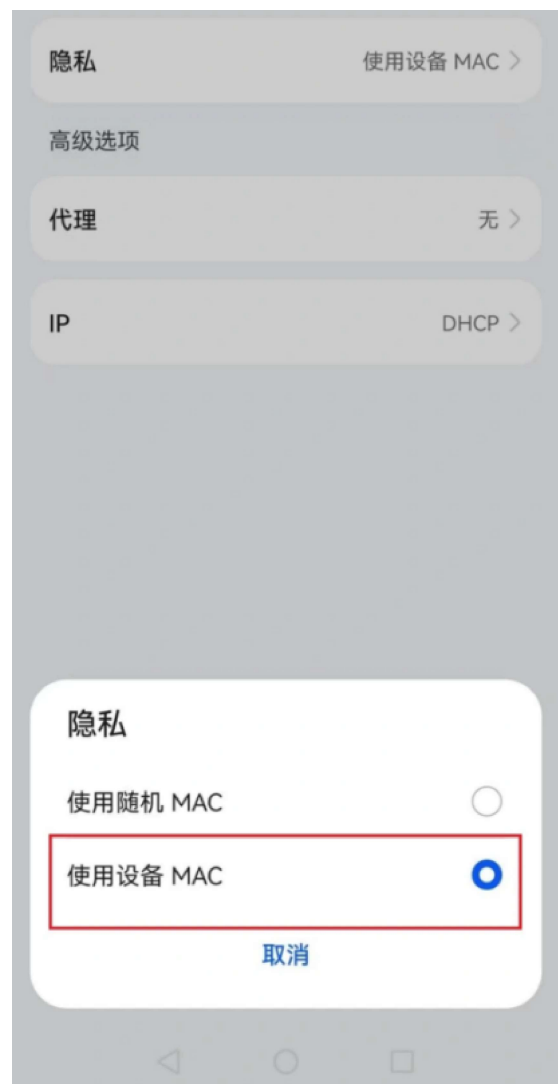 隐私 使用设备 MAC
高级选项
代理 无
IP DHCP
隐私
使用随机 MAC
使用设备 MAC
取消